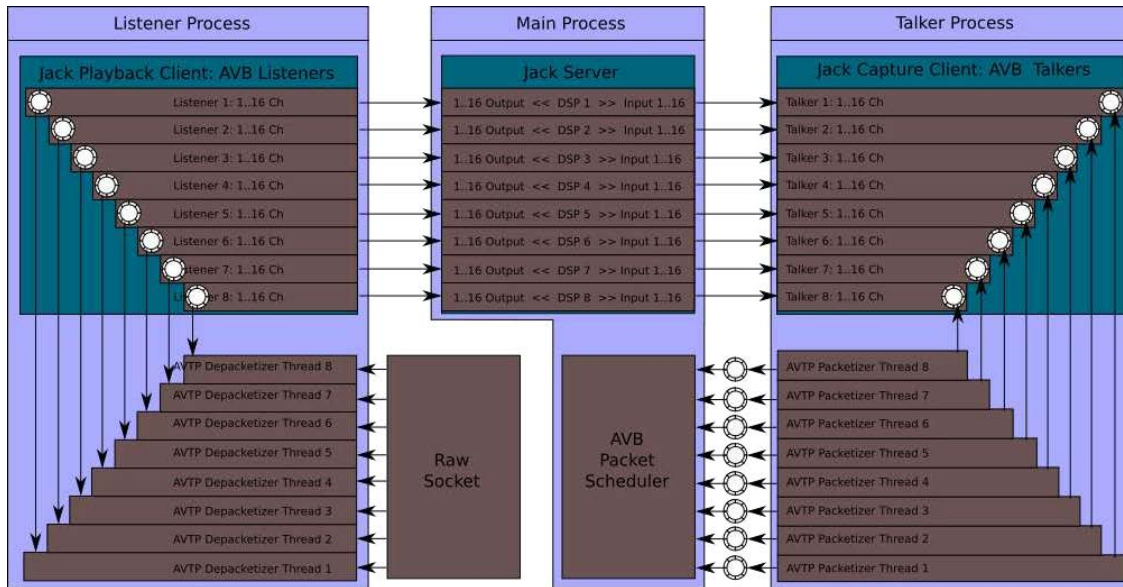 Listener Process
Main Process
Talker Process
Jack Playback Client: AVB Listeners
Listener 1: 1..16 Ch
Listener 2: 1..16 Ch
Listener 3: 1..16 Ch
Listener 4: 1..16 Ch
Listener 5: 1..16 Ch
Listener 6: 1..16 Ch
Listener 7: 1..16 Ch
Listener 8: 1..16 Ch
Jack Server
1..16 Output << DSP 1 >> Input 1..16
1..16 Output << DSP 2 >> Input 1..16
1..16 Output << DSP 3 >> Input 1..16
1..16 Output << DSP 4 >> Input 1..16
1..16 Output << DSP 5 >> Input 1..16
1..16 Output << DSP 6 >> Input 1..16
1..16 Output << DSP 7 >> Input 1..16
1..16 Output << DSP 8 >> Input 1..16
Jack Capture Client: AVB Talkers
Talker 1: 1..16 Ch
Talker 2: 1..16 Ch
Talker 3: 1..16 Ch
Talker 4: 1..16 Ch
Talker 5: 1..16 Ch
Talker 6: 1..16 Ch
Talker 7: 1..16 Ch
Talker 8: 1..16 Ch
AVTP Depacketizer Thread 8
AVTP Depacketizer Thread 7
AVTP Depacketizer Thread 6
AVTP Depacketizer Thread 5
AVTP Depacketizer Thread 4
AVTP Depacketizer Thread 3
AVTP Depacketizer Thread 2
AVTP Depacketizer Thread 1
Raw
Socket
AVB
Packet
Scheduler
AVTP Packetizer Thread 8
AVTP Packetizer Thread 7
AVTP Packetizer Thread 6
AVTP Packetizer Thread 5
AVTP Packetizer Thread 4
AVTP Packetizer Thread 3
AVTP Packetizer Thread 2
AVTP Packetizer Thread 1